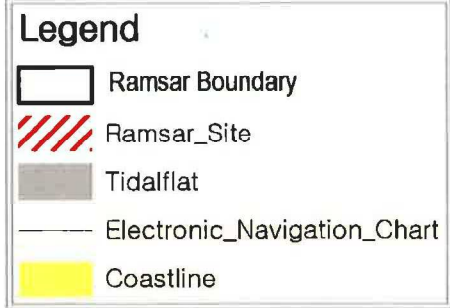 Legend
Ramsar Boundary
Ramsar_Site
Tidalflat
Electronic_Navigation_Chart
Coastline